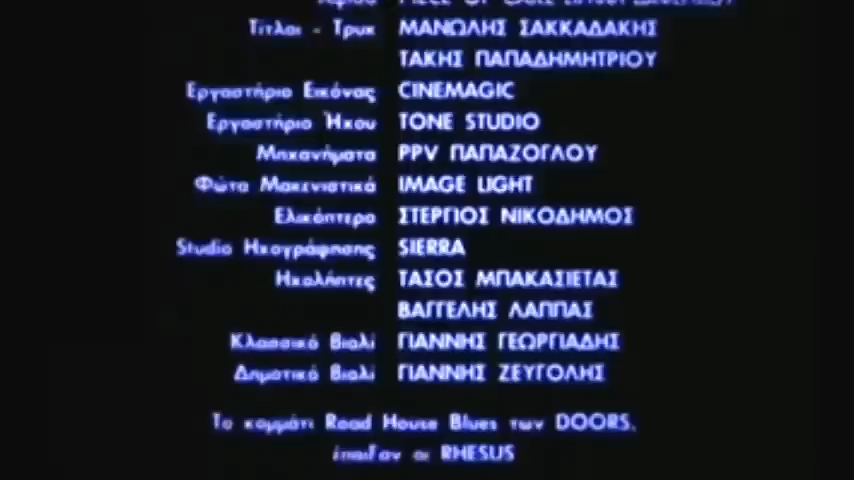 Τίτλοι - Τρυκ ΜΑΝΩΛΗΣ ΣΑΚΚΑΔΑΚΗΣ
ΤΑΚΗΣ ΠΑΠΑΔΗΜΗΤΡΙΟΥ
Εργαστήριο Εικόνας CINEMAGIC
Εργαστήριο Ήχου TONE STUDIO
Μηχανήματα PPV ΠΑΠΑΖΟΓΛΟΥ
Φώτα Μακενιστικά IMAGE LIGHT
Ελικόπτερο ΣΤΕΡΓΙΟΣ ΝΙΚΟΔΗΜΟΣ
Studio Ηχογράφησης SIERRA
Ηχολήπτες ΤΑΣΟΣ ΜΠΑΚΑΣΙΕΤΑΣ
ΒΑΓΓΕΛΗΣ ΛΑΠΠΑΣ
Κλασσικό βιολί ΓΙΑΝΝΗΣ ΓΕΩΡΓΙΑΔΗΣ
Δημοτικό βιολί ΓΙΑΝΝΗΣ ΖΕΥΓΟΛΗΣ
Το κομμάτι Road House Blues των DOORS,
έπαιξαν οι RHESUS